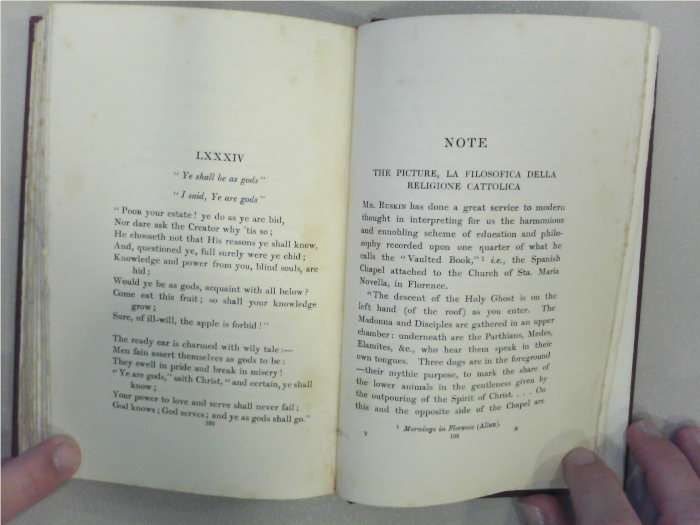 LXXXIV
" Ye shall be as gods "
" I said, Ye are gods "
" Poor your estate ! ye do as ye are bid,
Nor dare ask the Creator why 'tis so ;
He chooseth not that His reasons ye shall know,
And, questioned ye, full surely were ye chid ;
Knowledge and power from you, blind souls, are
hid ;
Would ye be as gods, acquaint with all below ?
Come eat this fruit ; so shall your knowledge
grow ;
Sure, of ill-will, the apple is forbid ! "
The ready ear is charmed with wily tale :—
Men fain assert themselves as gods to be :
They swell in pride and break in misery !
" Ye are gods," saith Christ, " and certain, ye shall
know ;
Your power to love and serve shall never fail ;
God knows ; God serves ; and ye as gods shall go."
192
NOTE
THE PICTURE, LA FILOSOFICA DELLA
RELIGIONE CATTOLICA
Mr. Ruskin has done a great service to modern
thought in interpreting for us the harmonious
and ennobling scheme of education and philo-
sophy recorded upon one quarter of what he
calls the " Vaulted Book," ¹ i.e., the Spanish
Chapel attached to the Church of Sta. Maria
Novella, in Florence.
" The descent of the Holy Ghost is on the
left hand (of the roof) as you enter. The
Madonna and Disciples are gathered in an upper
chamber : underneath are the Parthians, Medes,
Elamites, &c., who hear them speak in their
own tongues. Three dogs are in the foreground
—their mythic purpose, to mark the share of
the lower animals in the gentleness given by
the outpouring of the Spirit of Christ. . . . On
this and the opposite side of the Chapel are
¹ Mornings in Florence (Allen).
V 193 N